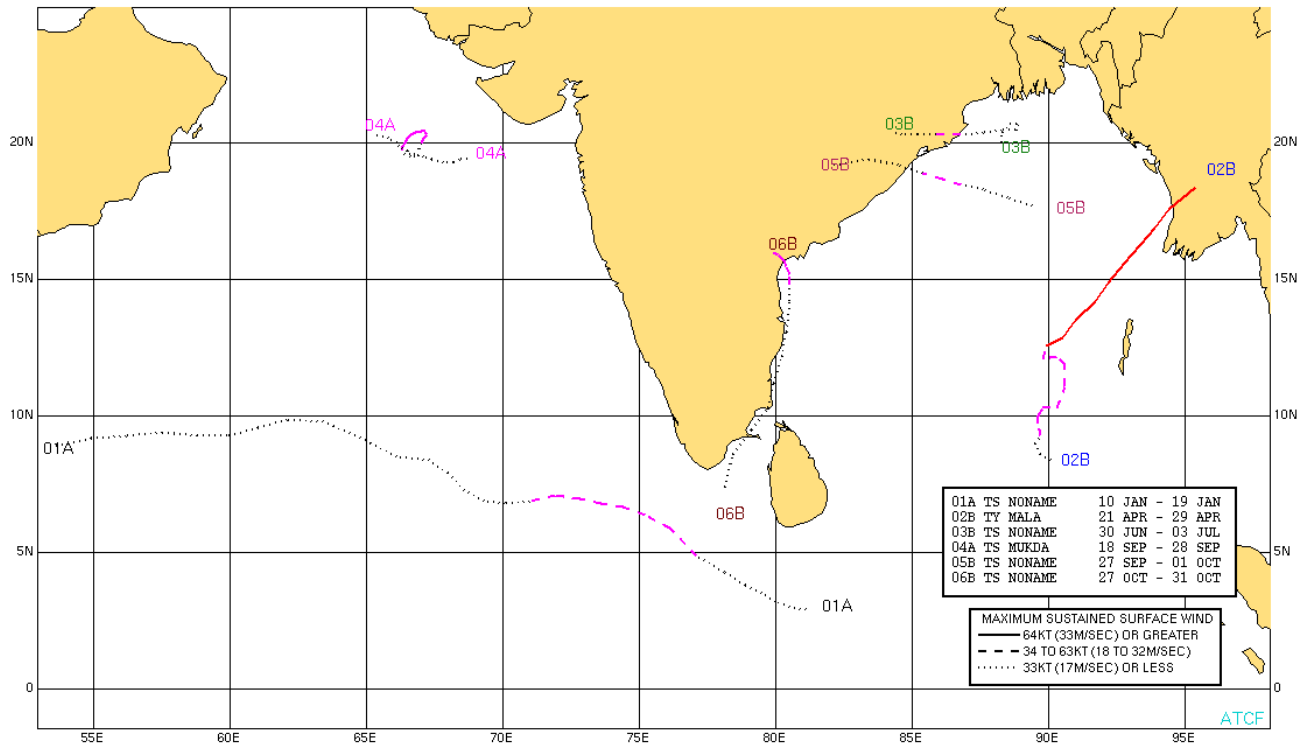 04A
03B
20N
04A
03B
20N
05B
02B
05B
06B
15N
15N
10N
10N
01A
02B
06B
01A TS NONAME 10 JAN - 19 JAN
02B TY MALA 21 APR - 29 APR
03B TS NONAME 30 JUN - 03 JUL
04A TS MUKDA 18 SEP - 28 SEP
05B TS NONAME 27 SEP - 01 OCT
06B TS NONAME 27 OCT - 31 OCT
5N
5N
01A
MAXIMUM SUSTAINED SURFACE WIND
64KT (33M/SEC) OR GREATER
34 TO 63KT (18 TO 32M/SEC)
33KT (17M/SEC) OR LESS
0
0
ATCF
55E 60E 65E 70E 75E 80E 85E 90E 95E